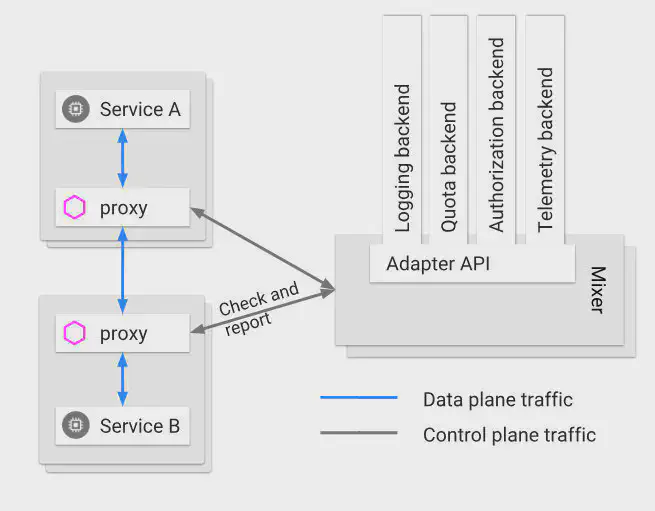 Service A
proxy
proxy
Service B
Check and
report
Logging backend
Quota backend
Authorization backend
Telemetry backend
Adapter API
Mixer
Data plane traffic
Control plane traffic